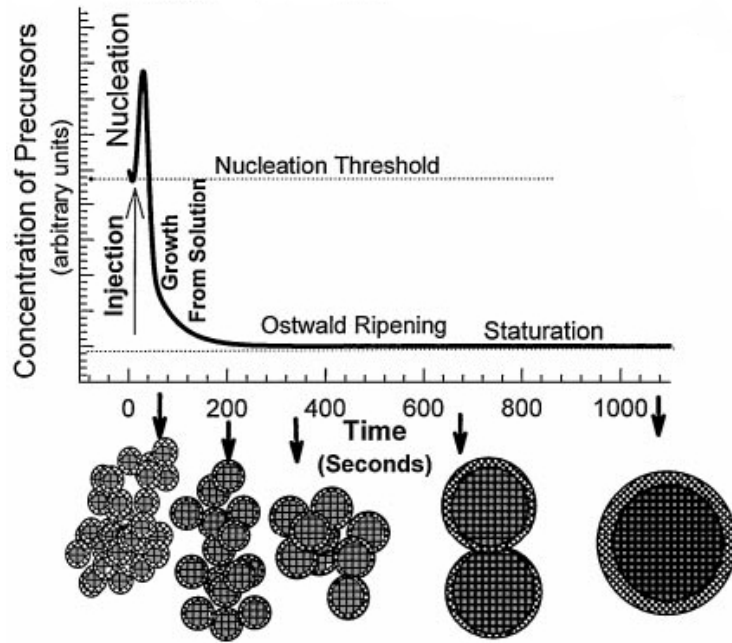 Concentration of Precursors
(arbitrary units)
Nucleation
Nucleation Threshold
Injection
Growth
From Solution
Ostwald Ripening
Staturation
0 200 400 600 800 1000
Time
(Seconds)